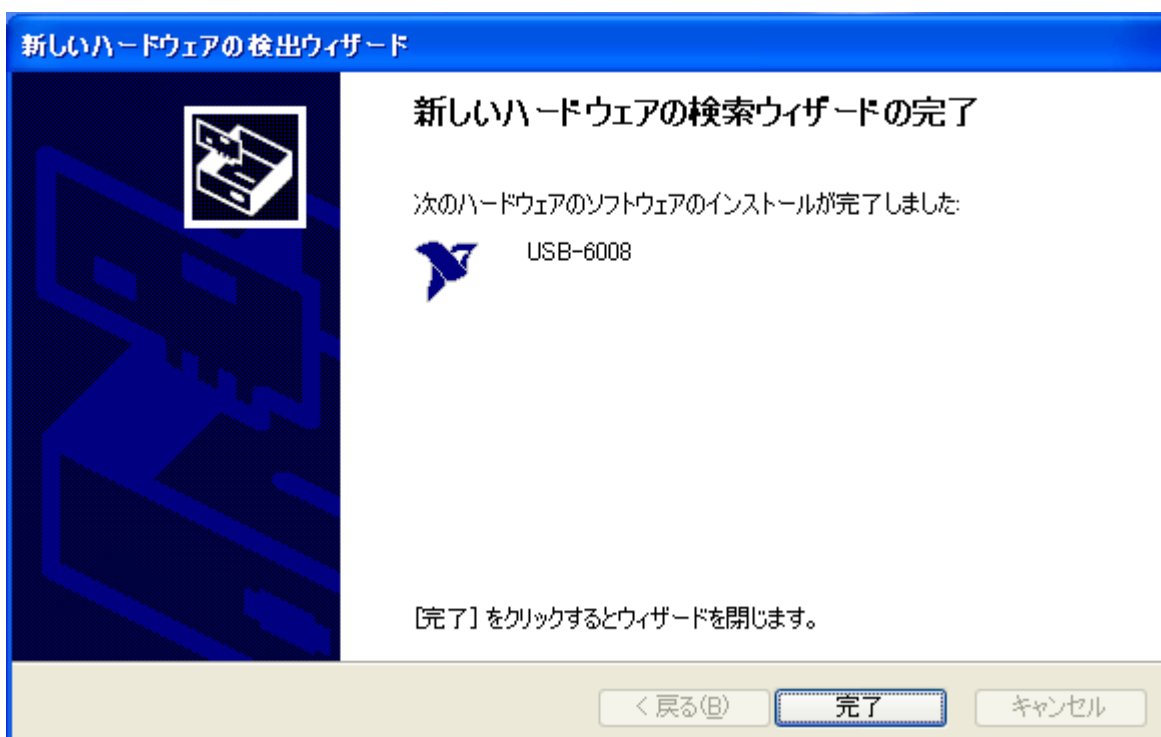 新しいハードウェアの検出ウィザード
新しいハードウェアの検索ウィザードの完了
次のハードウェアのソフトウェアのインストールが完了しました:
USB-6008
[完了] をクリックするとウィザードを閉じます。
< 戻る(B)
完了
キャンセル